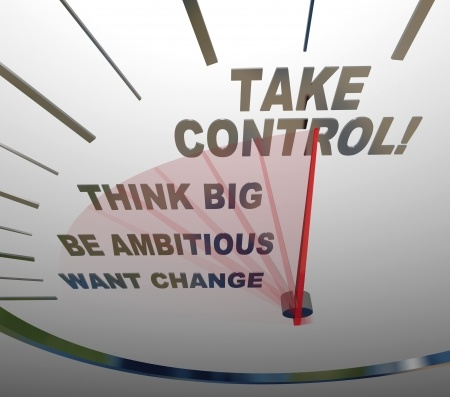 TAKE
CONTROL!
THINK BIG
BE AMBITIOUS
WANT CHANGE